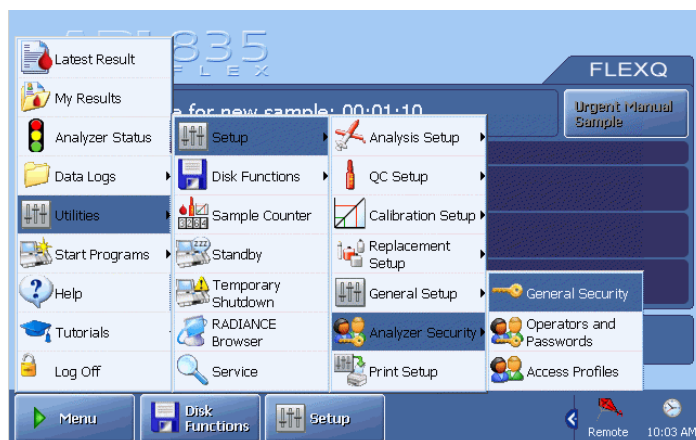 835
FLEX
FLEXQ
e for new sample: 00:01:10
Urgent Manual
Sample
Latest Result
My Results
Analyzer Status
Data Logs
Utilities
Start Programs
Help
Tutorials
Log Off
Setup
Disk Functions
Sample Counter
Standby
Temporary
Shutdown
RADIANCE
Browser
Service
Analysis Setup
QC Setup
Calibration Setup
Replacement
Setup
General Setup
Analyzer Security
Print Setup
General Security
Operators and
Passwords
Access Profiles
Menu
Disk
Functions
Setup
Remote
10:03 AM